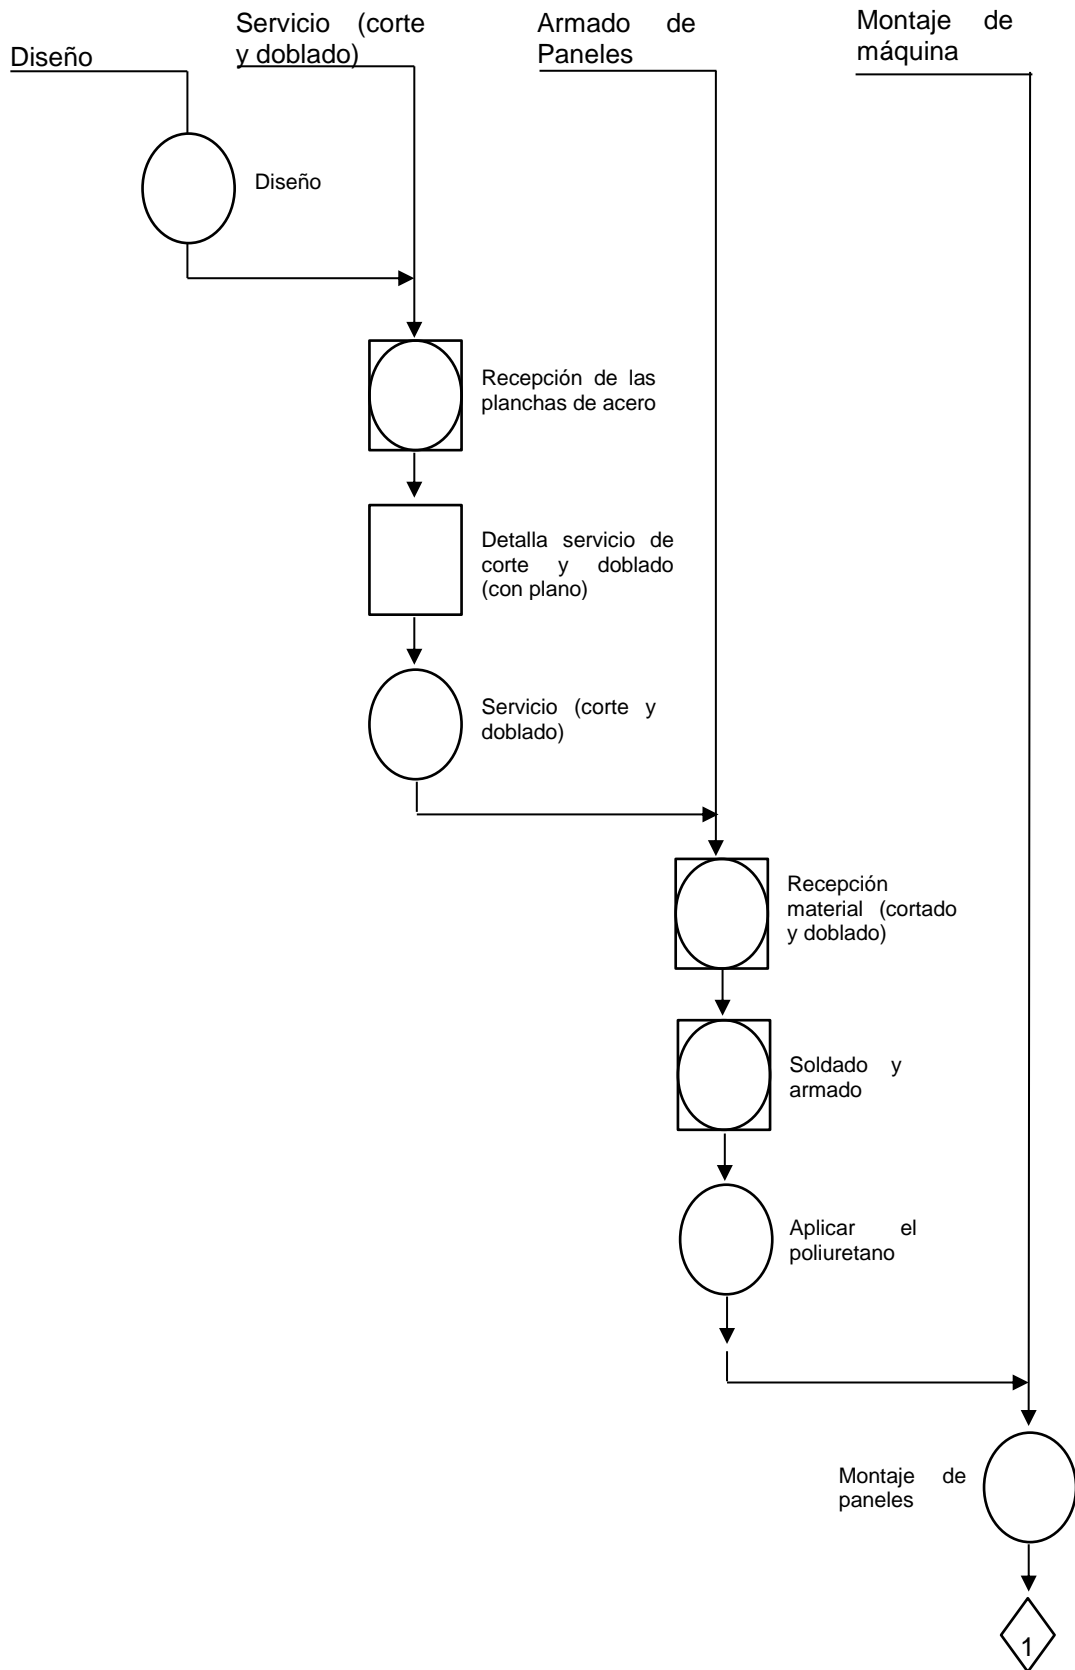 Diseño
Servicio (corte
y doblado)
Armado de
Paneles
Montaje de
máquina
Diseño
Recepción de las
planchas de acero
Detalla servicio de
corte y doblado
(con plano)
Servicio (corte y
doblado)
Recepción
material (cortado
y doblado)
Soldado y
armado
Aplicar el
poliuretano
Montaje de
paneles
1